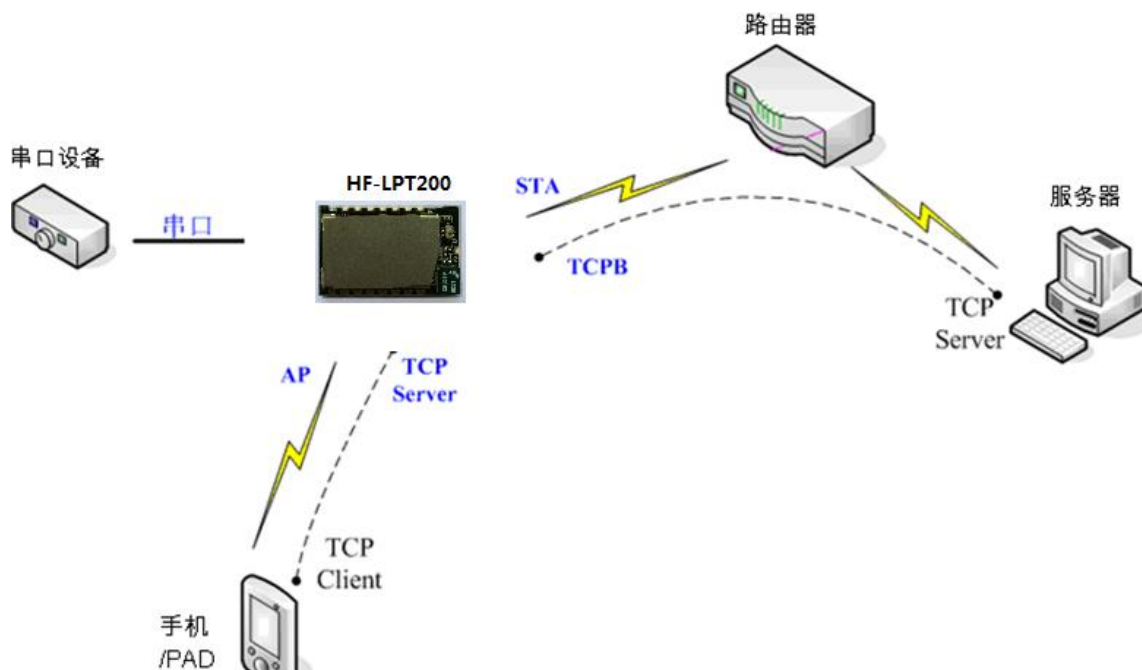 路由器
串口设备
HF-LPT200
串口
STA
服务器
TCPB
TCP
Server
AP
TCP
Server
TCP
Client
手机
/PAD